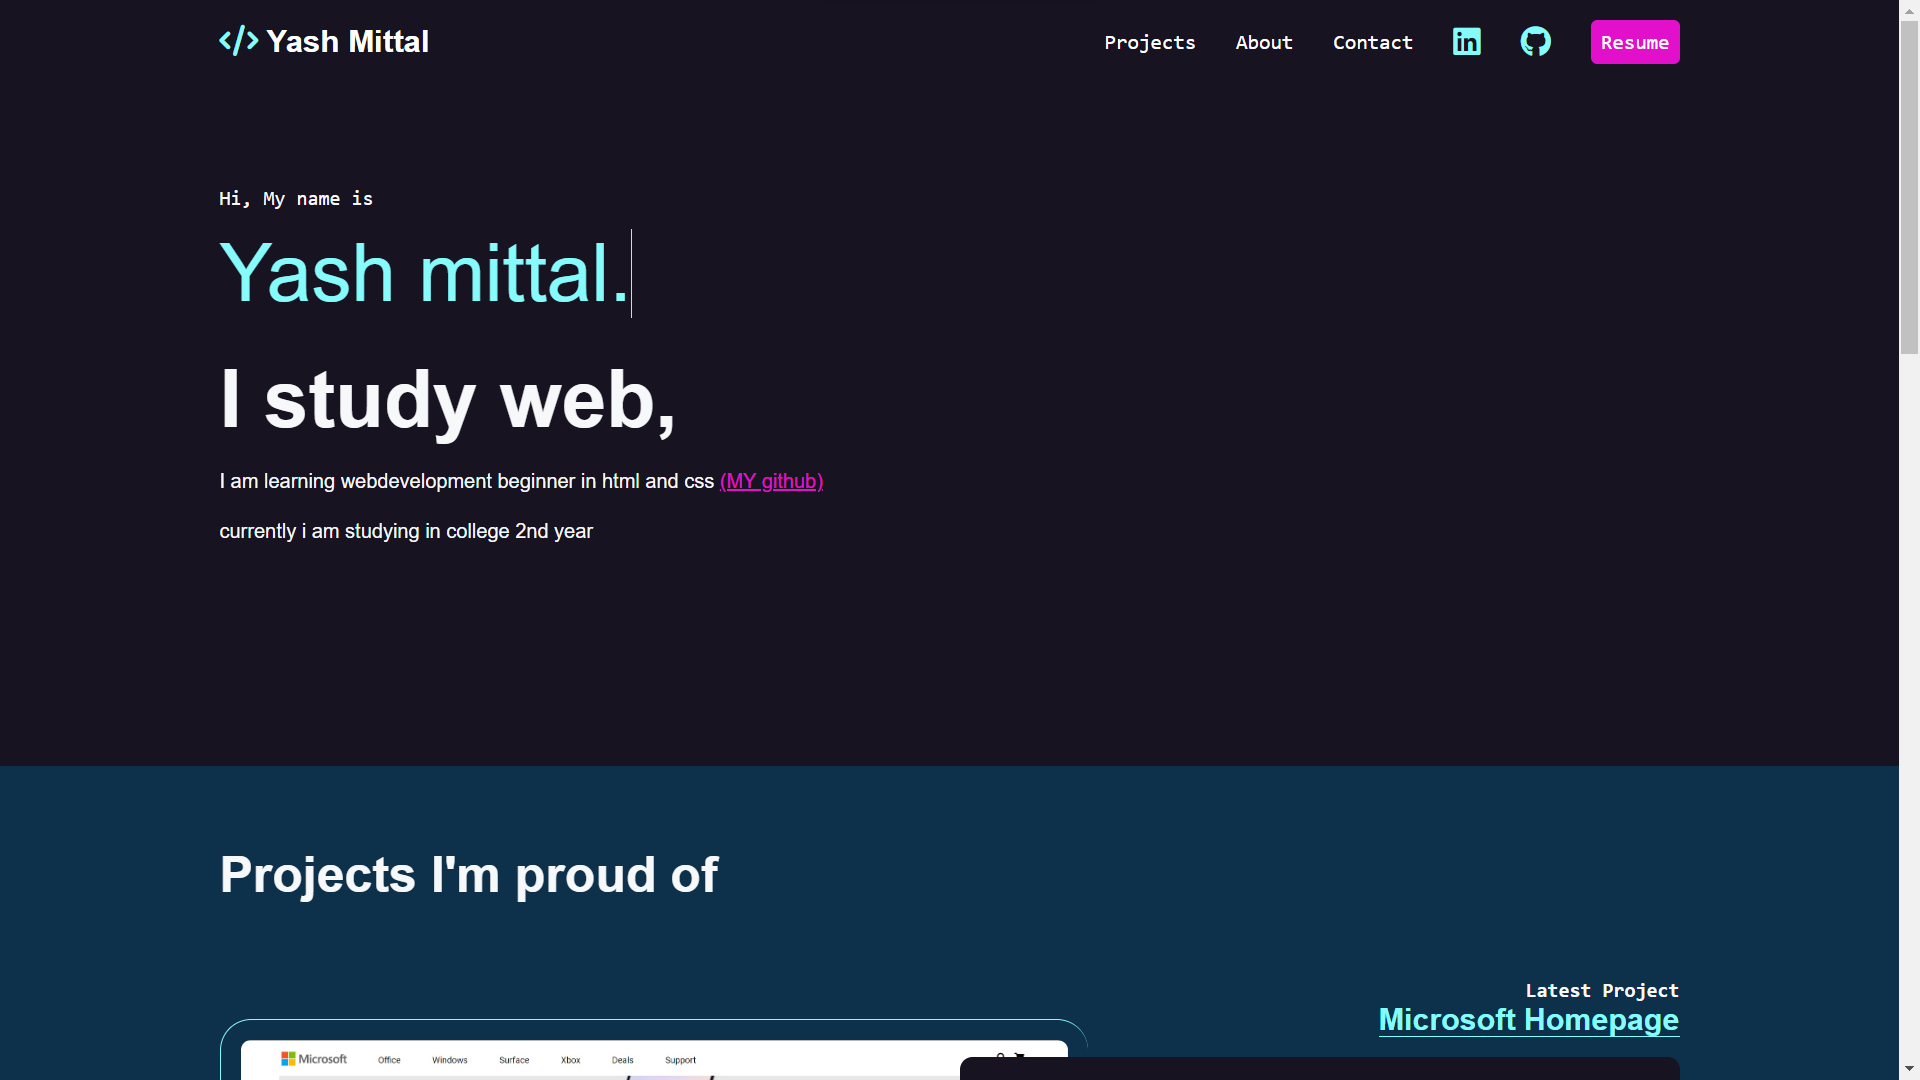 </> Yash Mittal
Projects About Contact in Resume
Hi, My name is
Yash mittal.
I study web,
I am learning webdevelopment beginner in html and css (MY github)
currently i am studying in college 2nd year
Projects I'm proud of
Latest Project
Microsoft Homepage
Microsoft Office Windows Surface Xbox Deals Support